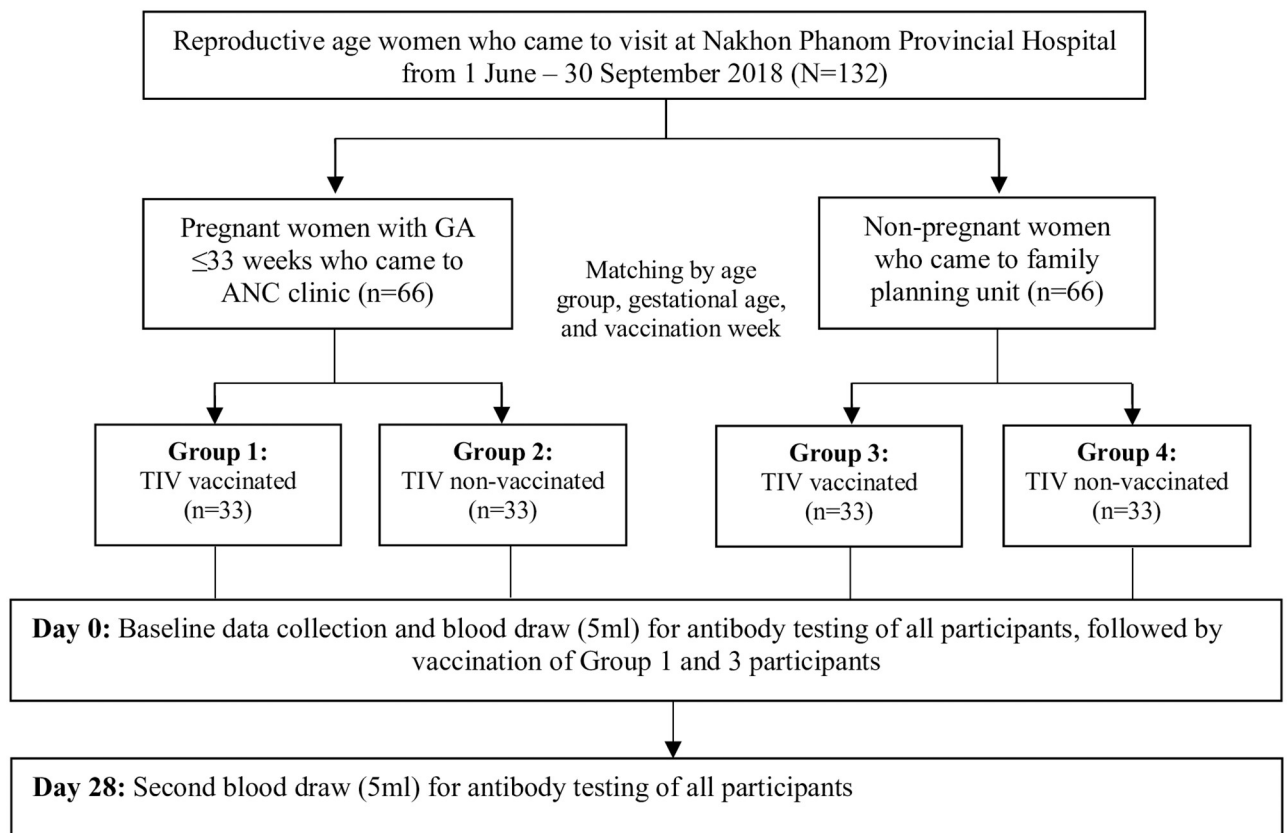 Reproductive age women who came to visit at Nakhon Phanom Provincial Hospital
from 1 June – 30 September 2018 (N=132)
Pregnant women with GA
≤33 weeks who came to
ANC clinic (n=66)
Matching by age
group, gestational age,
and vaccination week
Non-pregnant women
who came to family
planning unit (n=66)
Group 1:
TIV vaccinated
(n=33)
Group 2:
TIV non-vaccinated
(n=33)
Group 3:
TIV vaccinated
(n=33)
Group 4:
TIV non-vaccinated
(n=33)
Day 0: Baseline data collection and blood draw (5ml) for antibody testing of all participants, followed by
vaccination of Group 1 and 3 participants
Day 28: Second blood draw (5ml) for antibody testing of all participants